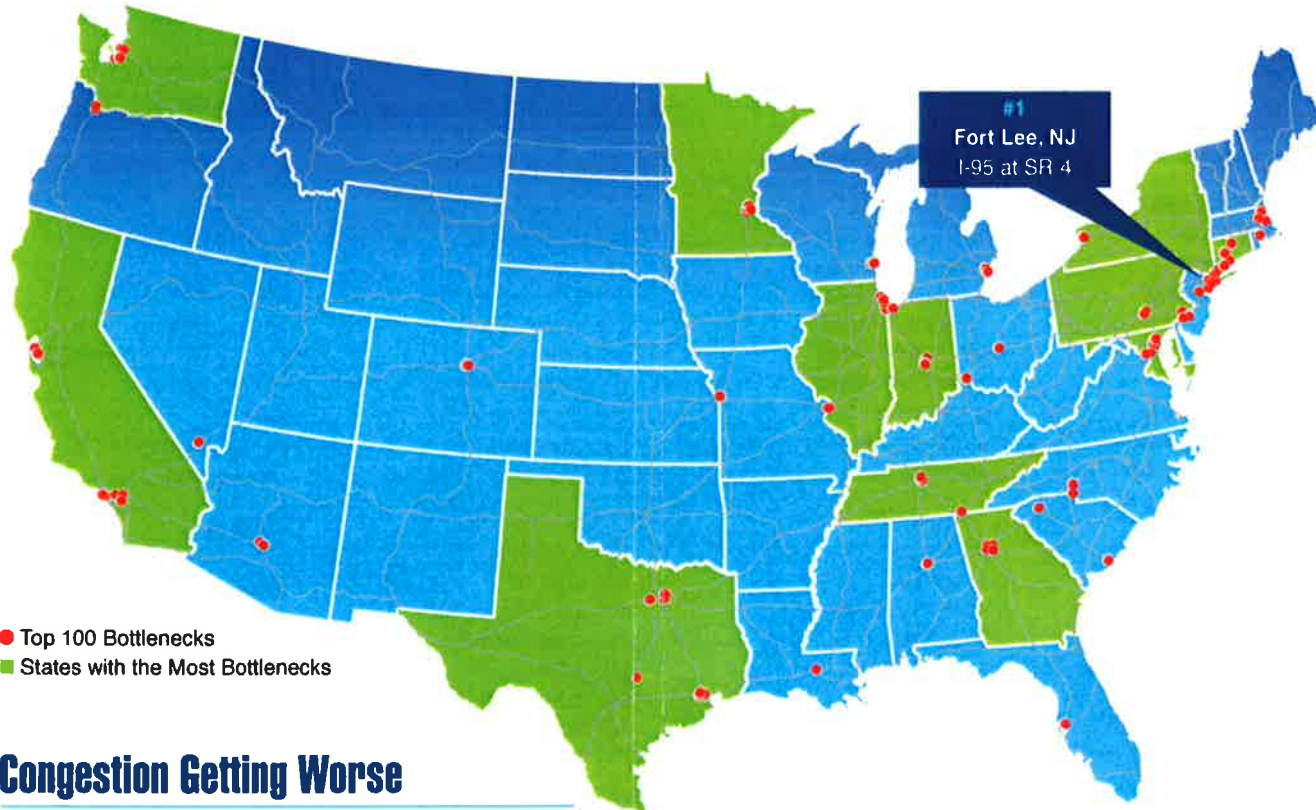 #1
Fort Lee, NJ
I-95 at SR 4
Top 100 Bottlenecks
States with the Most Bottlenecks
Congestion Getting Worse